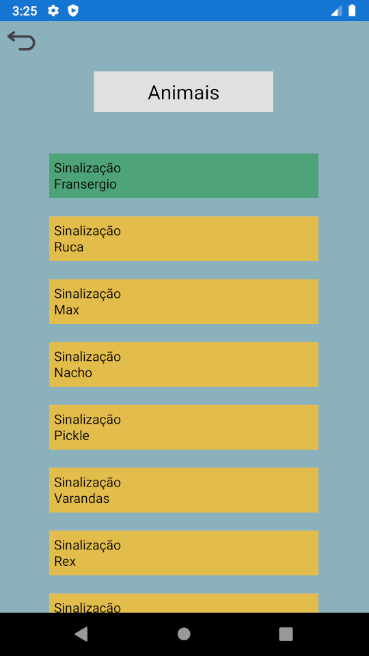 3:25
Animais
Sinalização
Fransergio
Sinalização
Ruca
Sinalização
Max
Sinalização
Nacho
Sinalização
Pickle
Sinalização
Varandas
Sinalização
Rex
Sinalização